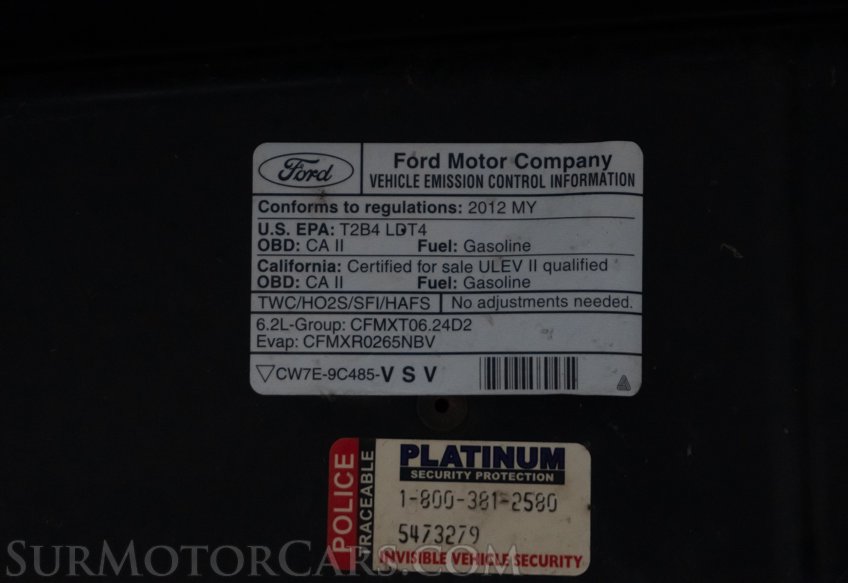 Ford
Ford Motor Company
VEHICLE EMISSION CONTROL INFORMATION
Conforms to regulations: 2012 MY
U.S. EPA: T2B4 LDT4
OBD: CA II Fuel: Gasoline
California: Certified for sale ULEV II qualified
OBD: CA II Fuel: Gasoline
TWC/HO2S/SFI/HAFS No adjustments needed.
6.2L-Group: CFMXT06.24D2
Evap: CFMXR0265NBV
CW7E-9C485-V S V
POLICE
TRACEABLE
PLATINUM
SECURITY PROTECTION
1-800-381-2580
5473279
INVISIBLE VEHICLE SECURITY
SURMOTORCARS.COM